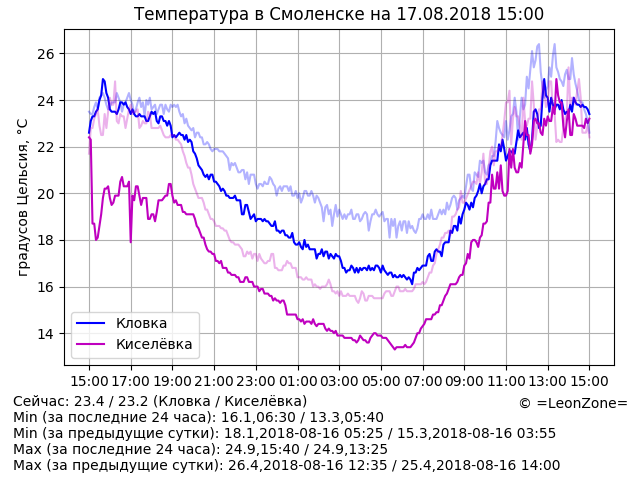 Температура в Смоленске на 17.08.2018 15:00
градусов Цельсия, °C
26
24
22
20
18
16
14
Кловка
Киселёвка
15:00 17:00 19:00 21:00 23:00 01:00 03:00 05:00 07:00 09:00 11:00 13:00 15:00
Сейчас: 23.4 / 23.2 (Кловка / Киселёвка)
© =LeonZone=
Min (за последние 24 часа): 16.1,06:30 / 13.3,05:40
Min (за предыдущие сутки): 18.1,2018-08-16 05:25 / 15.3,2018-08-16 03:55
Max (за последние 24 часа): 24.9,15:40 / 24.9,13:25
Max (за предыдущие сутки): 26.4,2018-08-16 12:35 / 25.4,2018-08-16 14:00